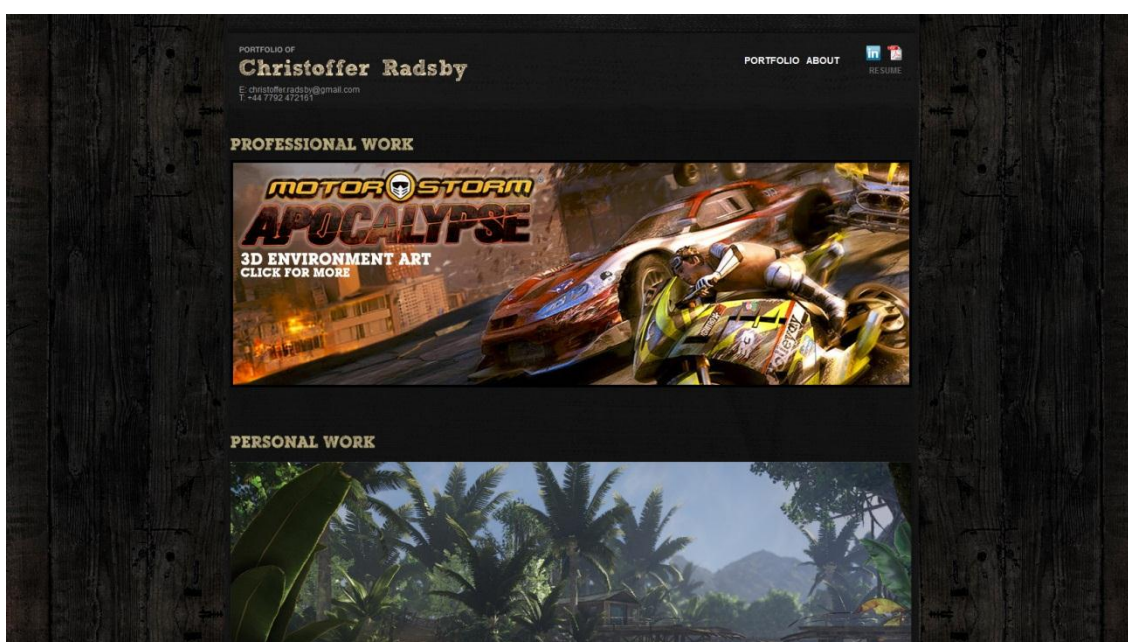 PORTFOLIO OF
Christoffer Radsby
E: christoffer.radsby@gmail.com
T: +44 7792 472161
PORTFOLIO ABOUT
in
RESUME
PROFESSIONAL WORK
MOTORSTORM
APOCALYPSE
3D ENVIRONMENT ART
CLICK FOR MORE
PERSONAL WORK